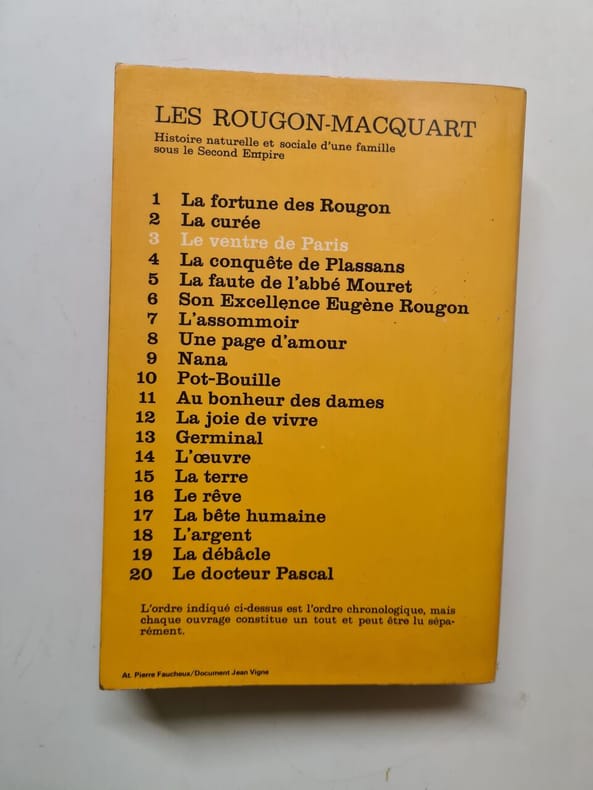 LES ROUGON-MACQUART
Histoire naturelle et sociale d'une famille
sous le Second Empire
1 La fortune des Rougon
2 La curée
3 Le ventre de Paris
4 La conquête de Plassans
5 La faute de l'abbé Mouret
6 Son Excellence Eugène Rougon
7 L'assommoir
8 Une page d'amour
9 Nana
10 Pot-Bouille
11 Au bonheur des dames
12 La joie de vivre
13 Germinal
14 L'œuvre
15 La terre
16 Le rêve
17 La bête humaine
18 L'argent
19 La débâcle
20 Le docteur Pascal
L'ordre indiqué ci-dessus est l'ordre chronologique, mais
chaque ouvrage constitue un tout et peut être lu sépa-
rément.
At. Pierre Faucheux/Document Jean Vigne